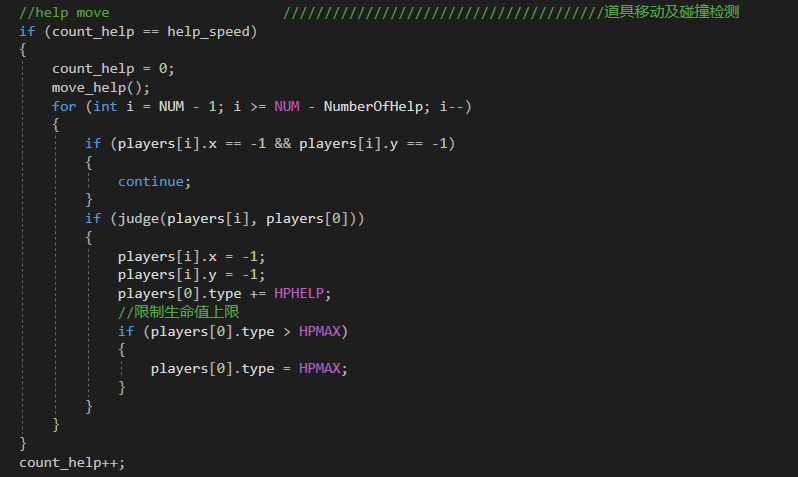 //help move ///////////////////////////////////////道具移动及碰撞检测
if (count_help == help_speed)
{
count_help = 0;
move_help();
for (int i = NUM - 1; i >= NUM - NumberOfHelp; i--)
{
if (players[i].x == -1 && players[i].y == -1)
{
continue;
}
if (judge(players[i], players[0]))
{
players[i].x = -1;
players[i].y = -1;
players[0].type += HPHELP;
//限制生命值上限
if (players[0].type > HPMAX)
{
players[0].type = HPMAX;
}
}
}
}
count_help++;